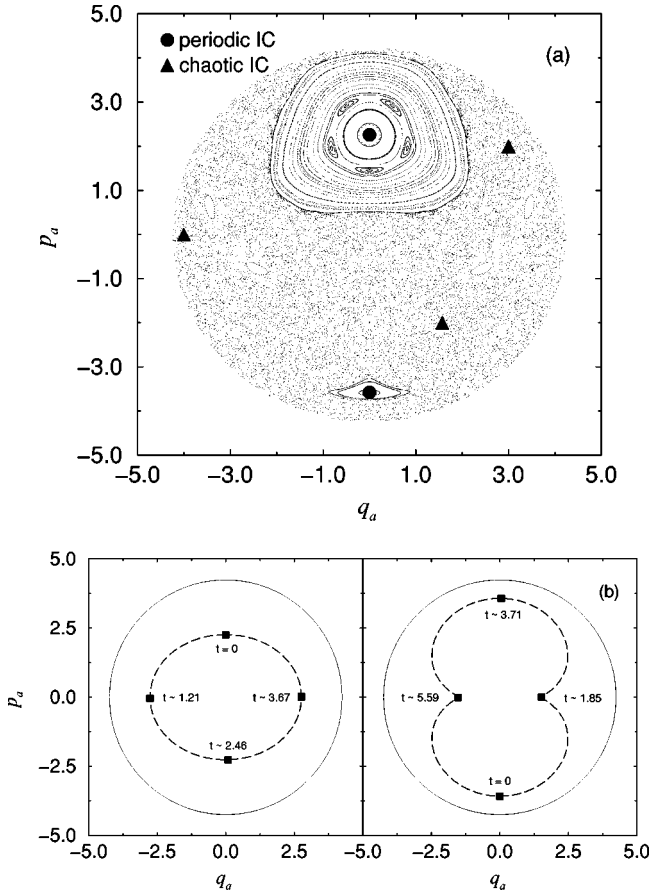 5.0
(a)
periodic IC
chaotic IC
3.0
1.0
p_a
−1.0
−3.0
−5.0
−5.0 −3.0 −1.0 1.0 3.0 5.0
q_a
5.0
(b)
t ~ 3.71
2.5
t = 0
p_a
0.0
t ~ 1.21
t ~ 3.67
t ~ 5.59
t ~ 1.85
t ~ 2.46
−2.5
t = 0
−5.0
−5.0 −2.5 0.0 2.5 −5.0 −2.5 0.0 2.5 5.0
q_a
q_a